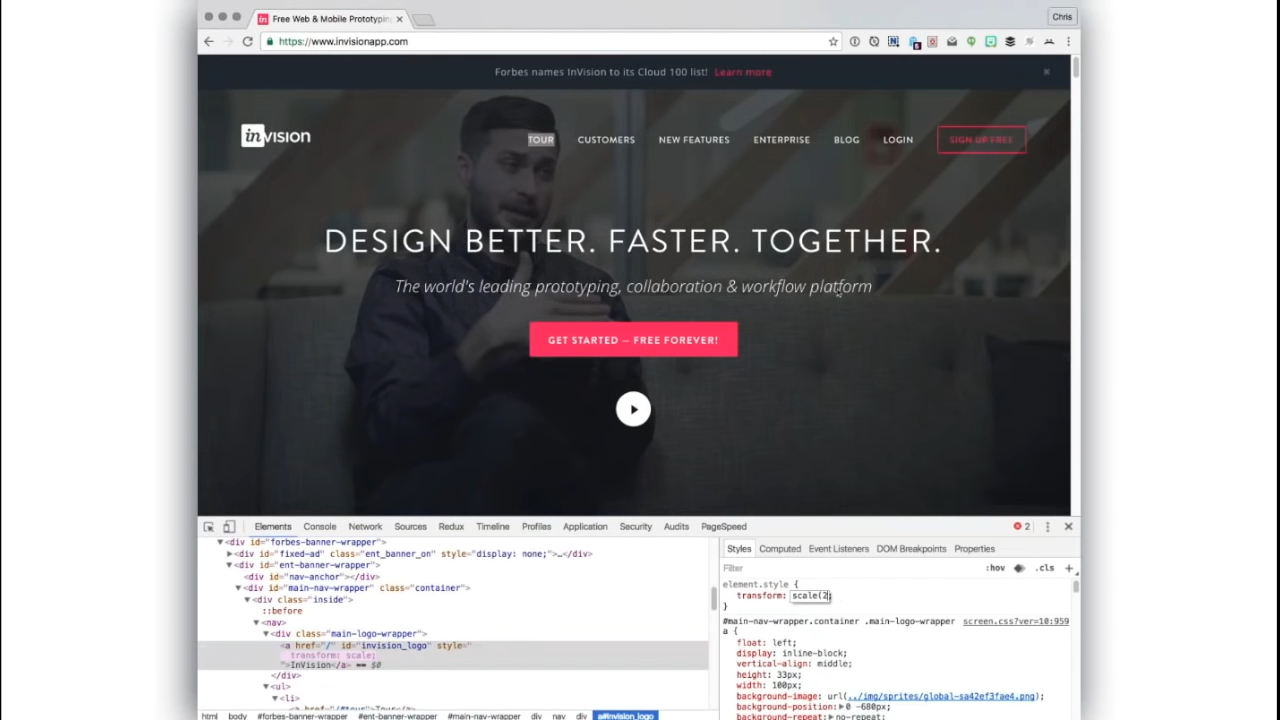 Free Web & Mobile Prototyping
Chris
https://www.invisionapp.com
Forbes names InVision to its Cloud 100 list! Learn more
invision
TOUR CUSTOMERS NEW FEATURES ENTERPRISE BLOG LOGIN SIGN UP FREE
DESIGN BETTER. FASTER. TOGETHER.
The world's leading prototyping, collaboration & workflow platform
GET STARTED — FREE FOREVER!
Elements Console Network Sources Redux Timeline Profiles Application Security Audits PageSpeed 2
<div id="forbes-banner-wrapper">
<div id="fixed-ad" class="ent_banner_on" style="display: none;">…</div>
<div id="ent-banner-wrapper">
<div id="nav-anchor"></div>
<div id="main-nav-wrapper" class="container">
<div class="inside">
::before
<nav>
<div class="main-logo-wrapper">
<a href="/" id="invision_logo" style="
transform: scale;
">InVision</a> == $0
</div>
<ul>
<li>
html body #forbes-banner-wrapper #ent-banner-wrapper #main-nav-wrapper div nav div a#invision_logo
Styles Computed Event Listeners DOM Breakpoints Properties
Filter :hov .cls +
element.style {
transform: scale(2;
}
#main-nav-wrapper.container .main-logo-wrapper screen.css?ver=10:959
a {
float: left;
display: inline-block;
vertical-align: middle;
height: 33px;
width: 100px;
background-image: url(../img/sprites/global-sa42ef3fae4.png);
background-position: 0 -680px;
background-repeat: no-repeat;